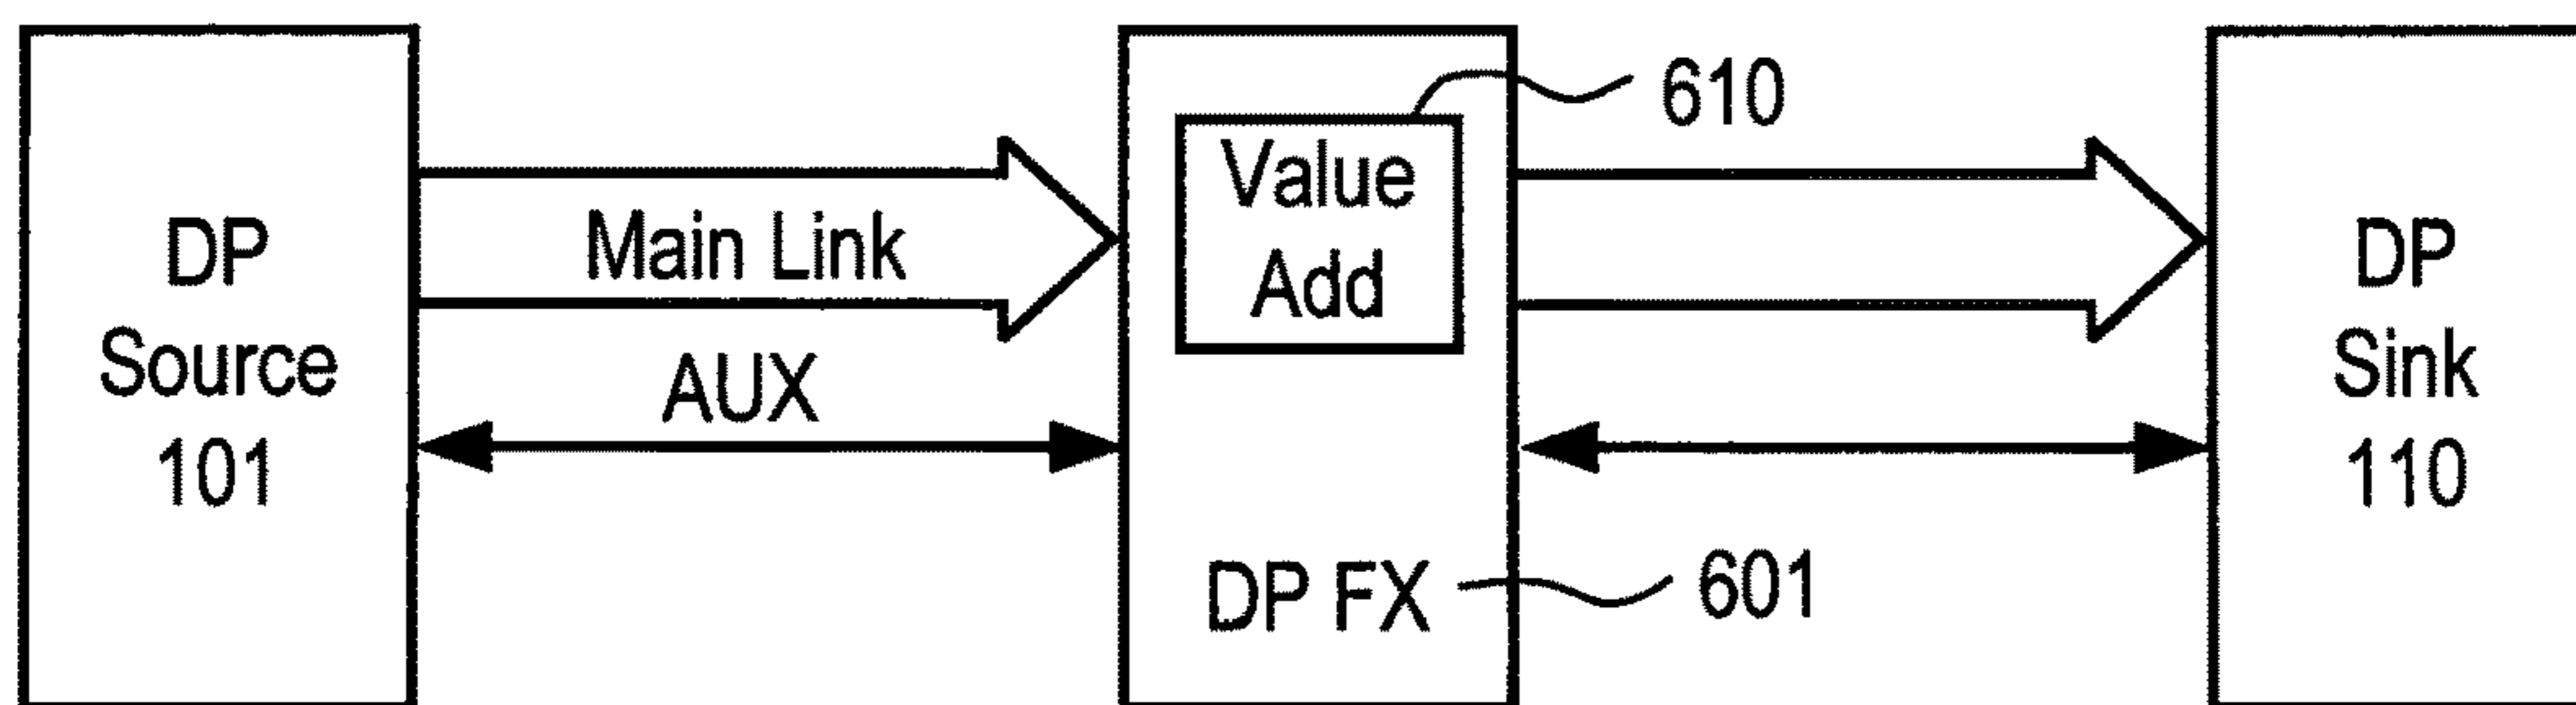 DP
Source
101
Main Link
AUX
Value
Add
610
DP FX
601
DP
Sink
110